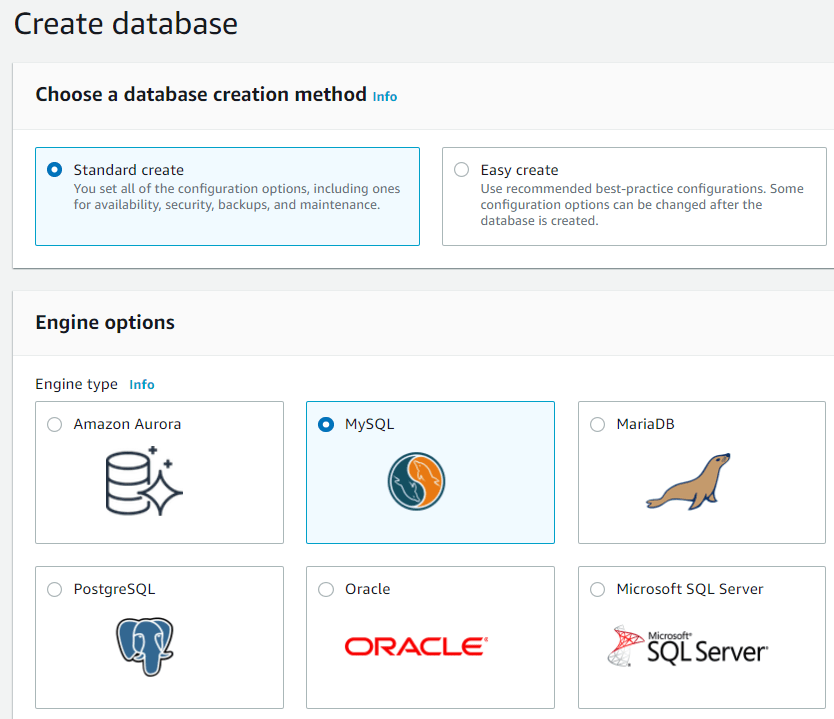 Create database
Choose a database creation method Info
Standard create
You set all of the configuration options, including ones
for availability, security, backups, and maintenance.
Easy create
Use recommended best-practice configurations. Some
configuration options can be changed after the
database is created.
Engine options
Engine type Info
Amazon Aurora
MySQL
MariaDB
PostgreSQL
Oracle
ORACLE®
Microsoft SQL Server
Microsoft®
SQL Server®